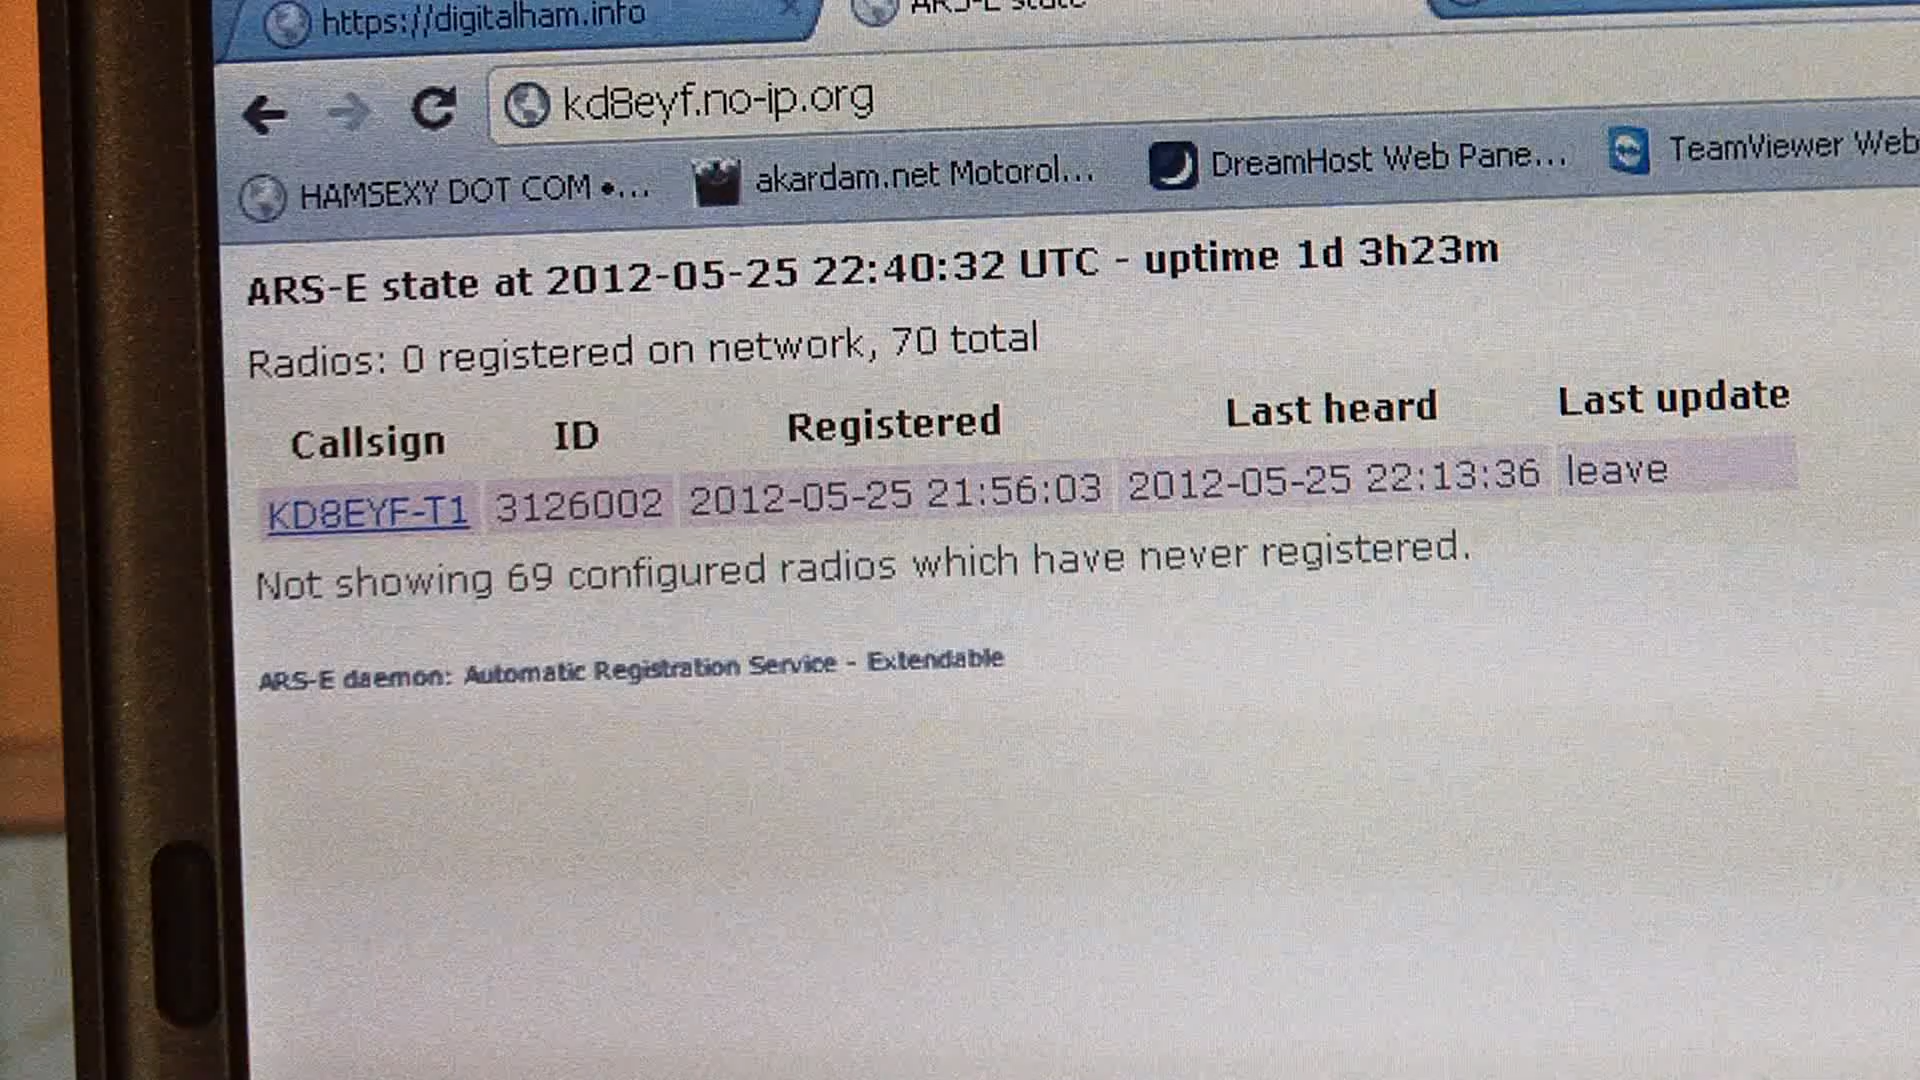 https://digitalham.info
ARS-E state
kd8eyf.no-ip.org
HAMSEXY DOT COM •... akardam.net Motorol... DreamHost Web Pane... TeamViewer Web
ARS-E state at 2012-05-25 22:40:32 UTC - uptime 1d 3h23m
Radios: 0 registered on network, 70 total
Callsign ID Registered Last heard Last update
KD8EYF-T1 3126002 2012-05-25 21:56:03 2012-05-25 22:13:36 leave
Not showing 69 configured radios which have never registered.
ARS-E daemon: Automatic Registration Service - Extendable